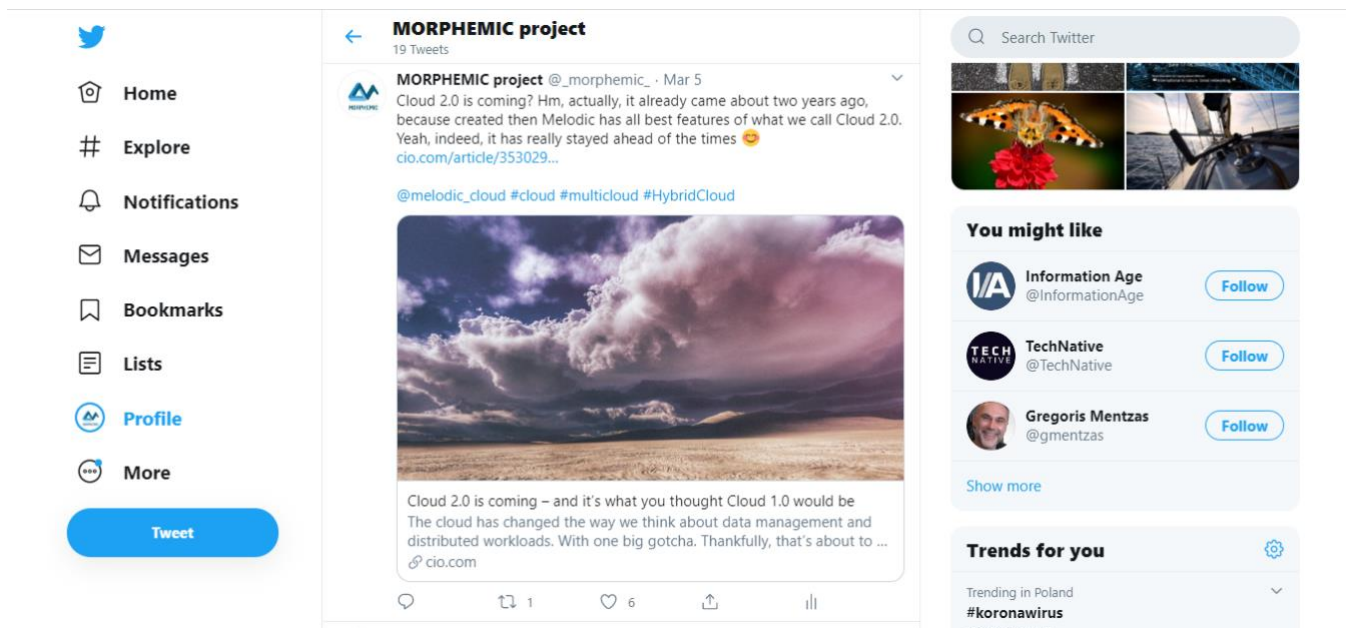 Home
Explore
Notifications
Messages
Bookmarks
Lists
Profile
More
Tweet
MORPHEMIC project
19 Tweets
MORPHEMIC
MORPHEMIC project @_morphemic_ · Mar 5
Cloud 2.0 is coming? Hm, actually, it already came about two years ago,
because created then Melodic has all best features of what we call Cloud 2.0.
Yeah, indeed, it has really stayed ahead of the times 😊
cio.com/article/353029...
@melodic_cloud #cloud #multicloud #HybridCloud
Cloud 2.0 is coming – and it's what you thought Cloud 1.0 would be
The cloud has changed the way we think about data management and
distributed workloads. With one big gotcha. Thankfully, that's about to ...
cio.com
1
6
Search Twitter
You might like
I/A
Information Age
@InformationAge
Follow
TECH
NATIVE
TechNative
@TechNative
Follow
Gregoris Mentzas
@gmentzas
Follow
Show more
Trends for you
Trending in Poland
#koronawirus